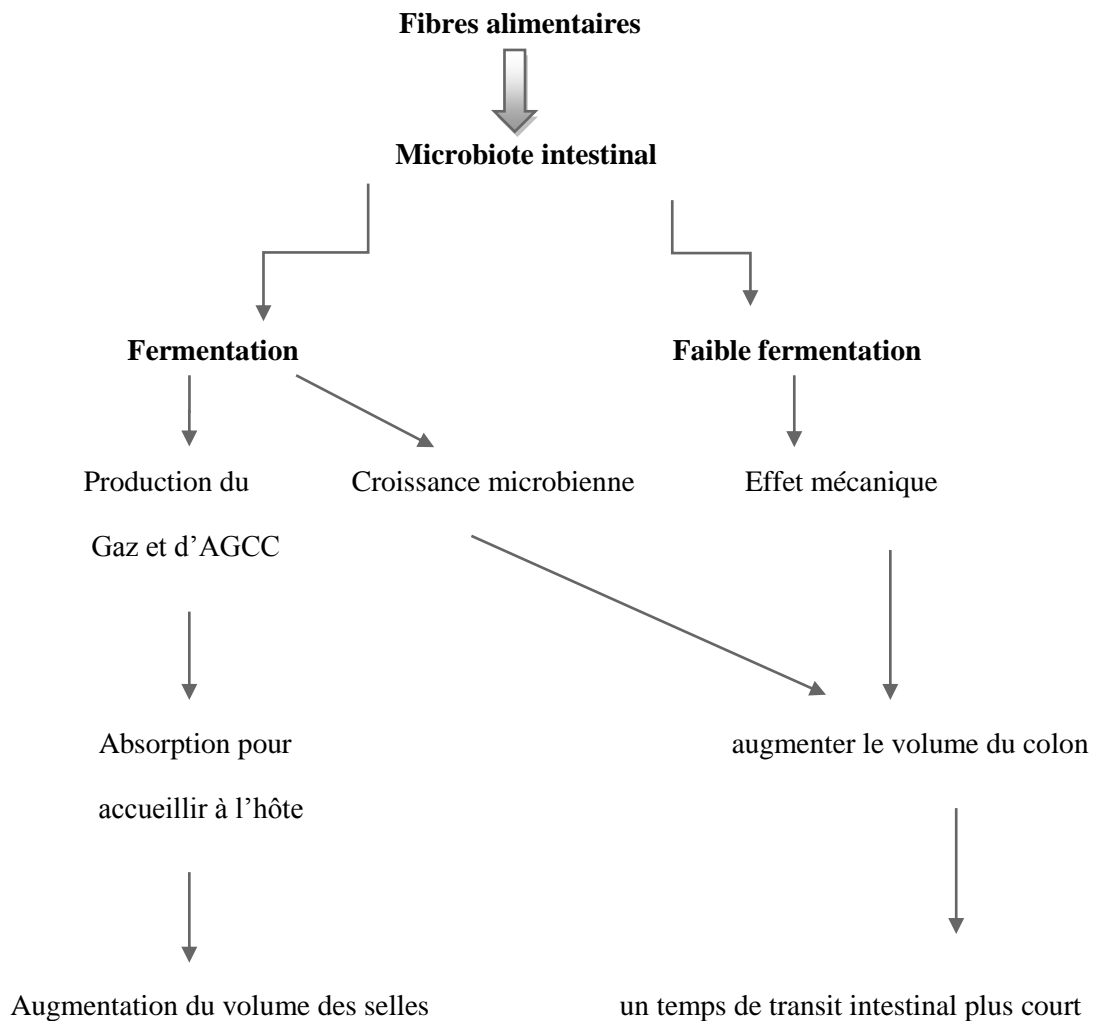 Fibres alimentaires
Microbiote intestinal
Fermentation
Faible fermentation
Production du
Gaz et d’AGCC
Croissance microbienne
Effet mécanique
Absorption pour
accueillir à l’hôte
augmenter le volume du colon
Augmentation du volume des selles
un temps de transit intestinal plus court